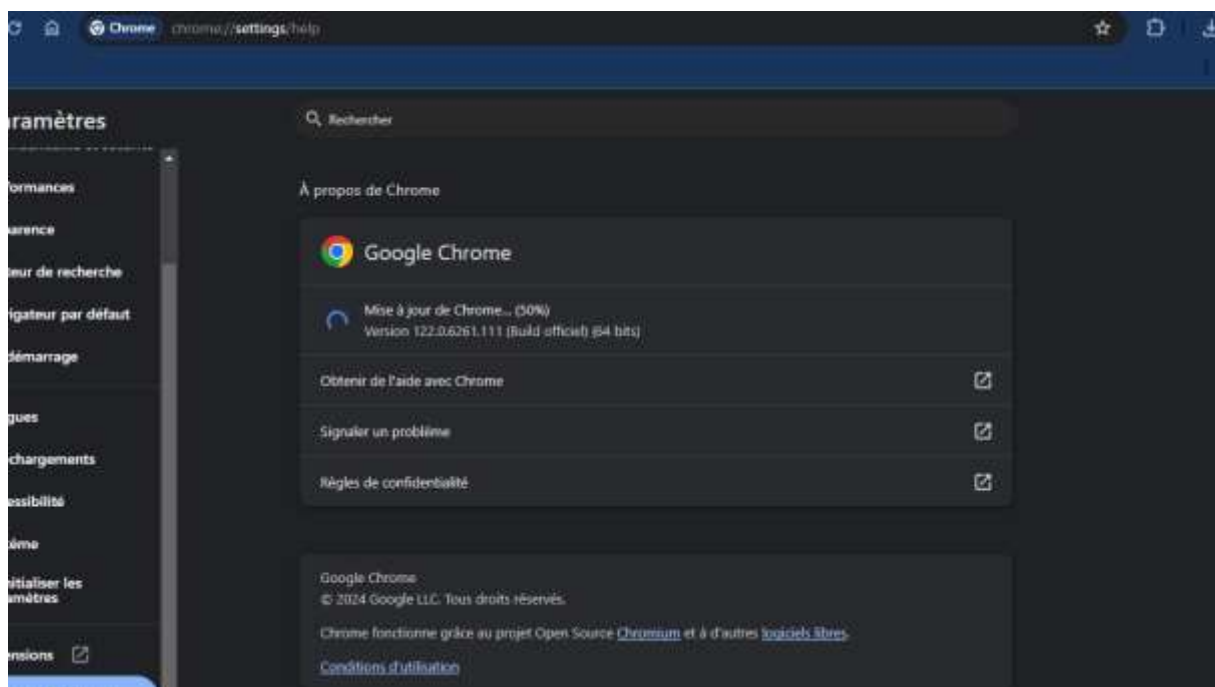 Chrome chrome://settings/help
ramètres
Rechercher
ormances
À propos de Chrome
arence
Google Chrome
teur de recherche
igateur par défaut
Mise à jour de Chrome... (50%)
Version 122.0.6261.111 (Build officiel) (64 bits)
démarrage
Obtenir de l'aide avec Chrome
gues
Signaler un problème
chargements
Règles de confidentialité
essibilité
tème
itialiser les
amètres
Google Chrome
© 2024 Google LLC. Tous droits réservés.
Chrome fonctionne grâce au projet Open Source Chromium et à d'autres logiciels libres.
ensions
Conditions d'utilisation